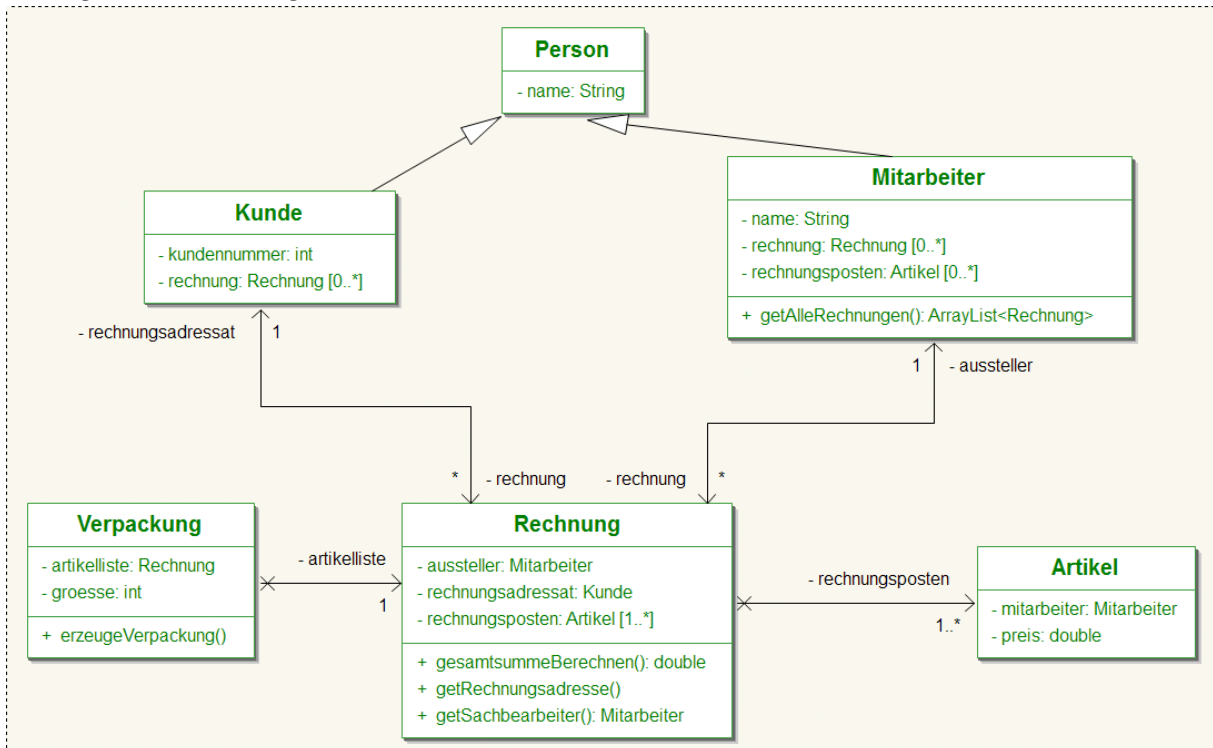 Person
- name: String
Mitarbeiter
- name: String
- rechnung: Rechnung [0..*]
- rechnungsposten: Artikel [0..*]
+ getAlleRechnungen(): ArrayList<Rechnung>
Kunde
- kundennummer: int
- rechnung: Rechnung [0..*]
- rechnungsadressat 1
1 - aussteller
* - rechnung
- rechnung *
Verpackung
- artikelliste: Rechnung
- groesse: int
+ erzeugeVerpackung()
- artikelliste
1
Rechnung
- aussteller: Mitarbeiter
- rechnungsadressat: Kunde
- rechnungsposten: Artikel [1..*]
+ gesamtsummeBerechnen(): double
+ getRechnungsadresse()
+ getSachbearbeiter(): Mitarbeiter
- rechnungsposten
1..*
Artikel
- mitarbeiter: Mitarbeiter
- preis: double